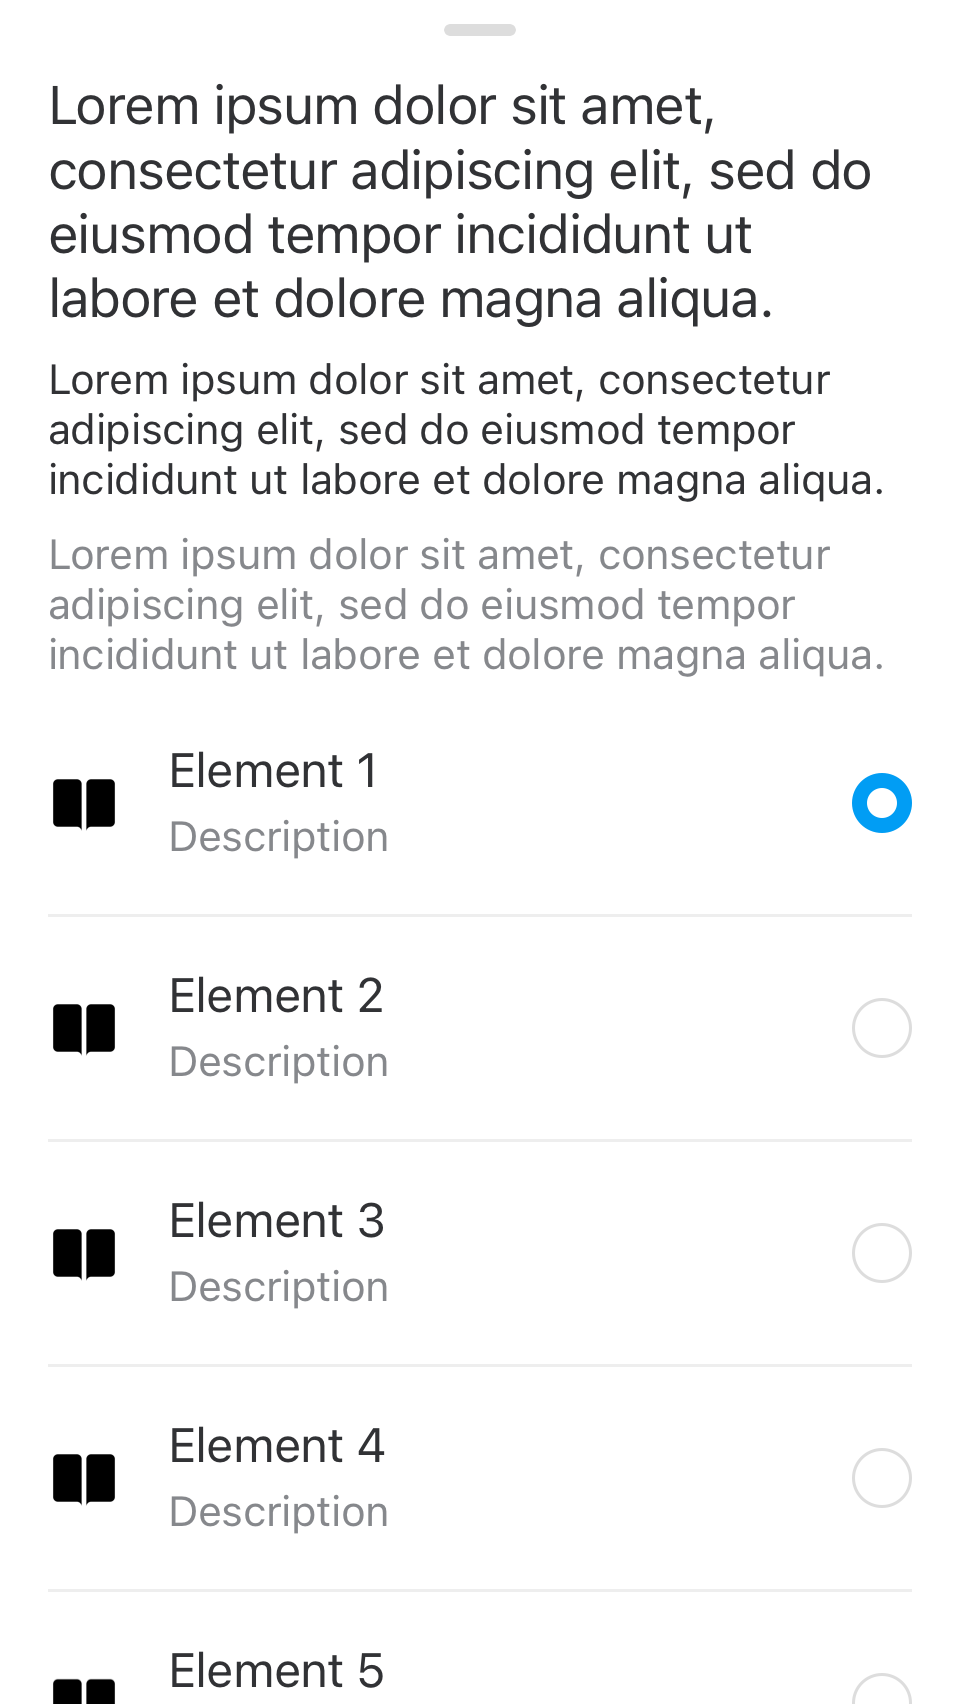 Lorem ipsum dolor sit amet,
consectetur adipiscing elit, sed do
eiusmod tempor incididunt ut
labore et dolore magna aliqua.
Lorem ipsum dolor sit amet, consectetur
adipiscing elit, sed do eiusmod tempor
incididunt ut labore et dolore magna aliqua.
Lorem ipsum dolor sit amet, consectetur
adipiscing elit, sed do eiusmod tempor
incididunt ut labore et dolore magna aliqua.
Element 1
Description
Element 2
Description
Element 3
Description
Element 4
Description
Element 5